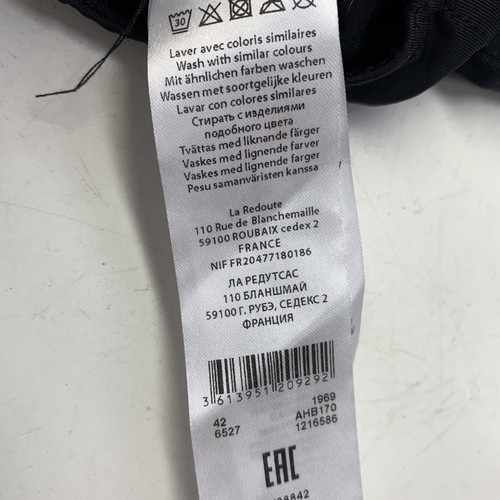 30
Laver avec coloris similaires
Wash with similar colours
Mit ähnlichen farben waschen
Wassen met soortgelijke kleuren
Lavar con colores similares
Стирать с изделиями
подобного цвета
Tvättas med liknande färger
Vaskes med lignende farver
Vaskes med lignende farger
Pesu samanväristen kanssa
La Redoute
110 Rue de Blanchemaille
59100 ROUBAIX cedex 2
FRANCE
NIF FR20477180186
ЛА РЕДУТСАС
110 БЛАНШМАЙ
59100 Г. РУБЭ, СЕДЕКС 2
ФРАНЦИЯ
3 613951 209292
42 1969
6527 AHB170
1216586
EAC